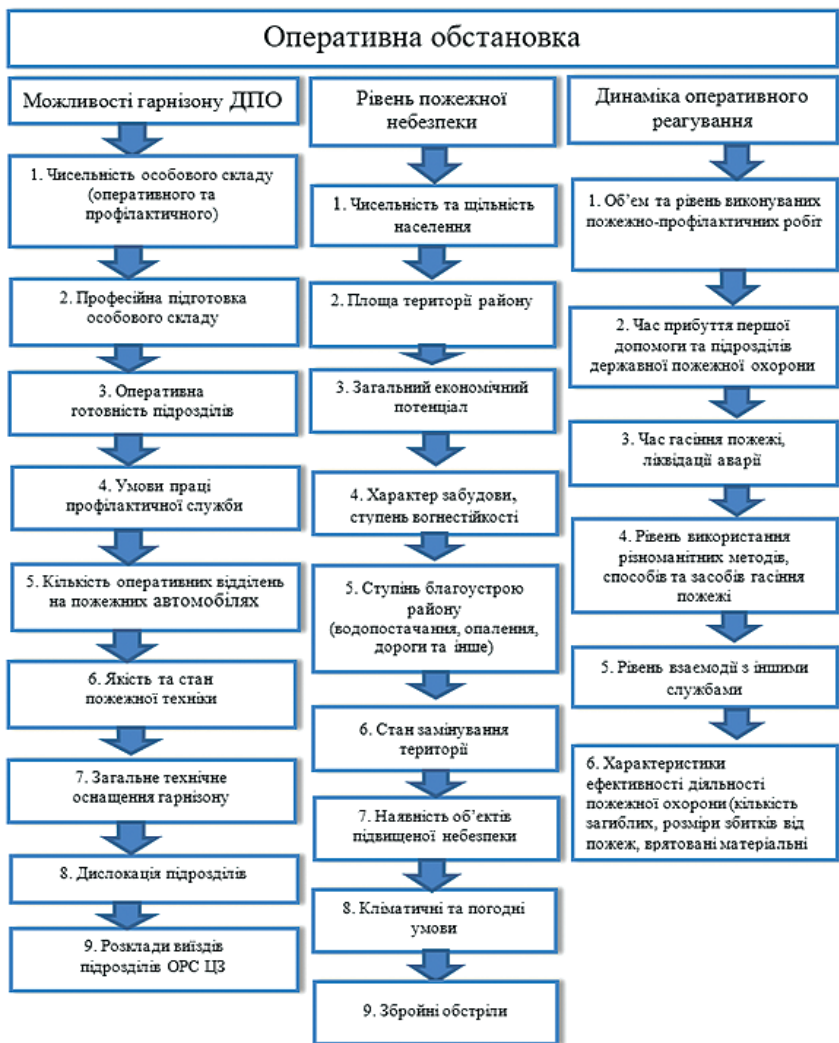 Оперативна обстановка
Можливості гарнізону ДПО
1. Чисельність особового складу
(оперативного та
профілактичного)
2. Професійна підготовка
особового складу
3. Оперативна
готовність підрозділів
4. Умови праці
профілактичної служби
5. Кількість оперативних відділень
на пожежних автомобілях
6. Якість та стан
пожежної техніки
7. Загальне технічне
оснащення гарнізону
8. Дислокація підрозділів
9. Розклади виїздів
підрозділів ОРС ЦЗ
Рівень пожежної
небезпеки
1. Чисельність та щільність
населення
2. Площа території району
3. Загальний економічний
потенціал
4. Характер забудови,
ступень вогнестійкості
5. Ступінь благоустрою
району
(водопостачання, опалення,
дороги та інше)
6. Стан замінування
території
7. Наявність об’єктів
підвищеної небезпеки
8. Кліматичні та погодні
умови
9. Збройні обстріли
Динаміка оперативного
реагування
1. Об’єм та рівень виконуваних
пожежно-профілактичних робіт
2. Час прибуття першої
допомоги та підрозділів
державної пожежної охорони
3. Час гасіння пожежі,
ліквідації аварії
4. Рівень використання
різноманітних методів,
способів та засобів гасіння
пожежі
5. Рівень взаємодії з іншими
службами
6. Характеристики
ефективності діяльності
пожежної охорони (кількість
загиблих, розміри збитків від
пожеж, врятовані матеріальні